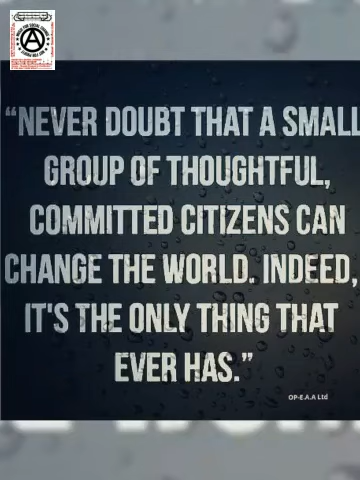 “NEVER DOUBT THAT A SMALL
GROUP OF THOUGHTFUL,
COMMITTED CITIZENS CAN
CHANGE THE WORLD. INDEED,
IT'S THE ONLY THING THAT
EVER HAS.”
OP-E.A.A Ltd